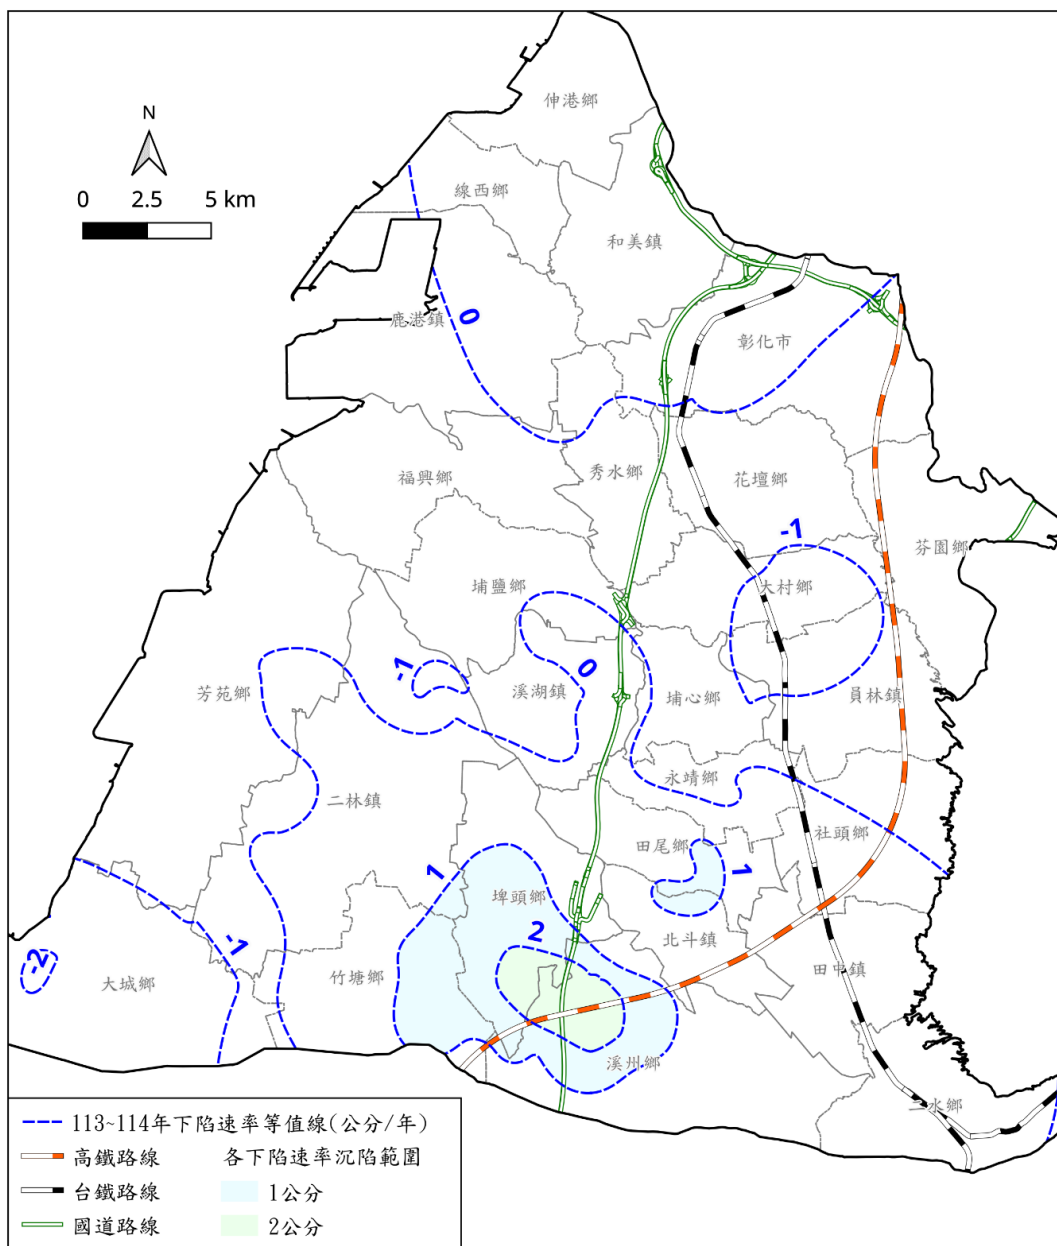 伸港鄉
N
0 2.5 5 km
線西鄉
和美鎮
0
鹿港鎮
彰化市
福興鄉
秀水鄉
花壇鄉
-1
芬園鄉
埔鹽鄉
大村鄉
-1
0
芳苑鄉
溪湖鎮
埔心鄉
員林鎮
永靖鄉
二林鎮
社頭鄉
田尾鄉
1
1
埤頭鄉
2
北斗鎮
-1
-2
大城鄉
竹塘鄉
田中鎮
溪州鄉
二水鄉
113~114年下陷速率等值線(公分/年)
高鐵路線 各下陷速率沉陷範圍
台鐵路線 1公分
國道路線 2公分